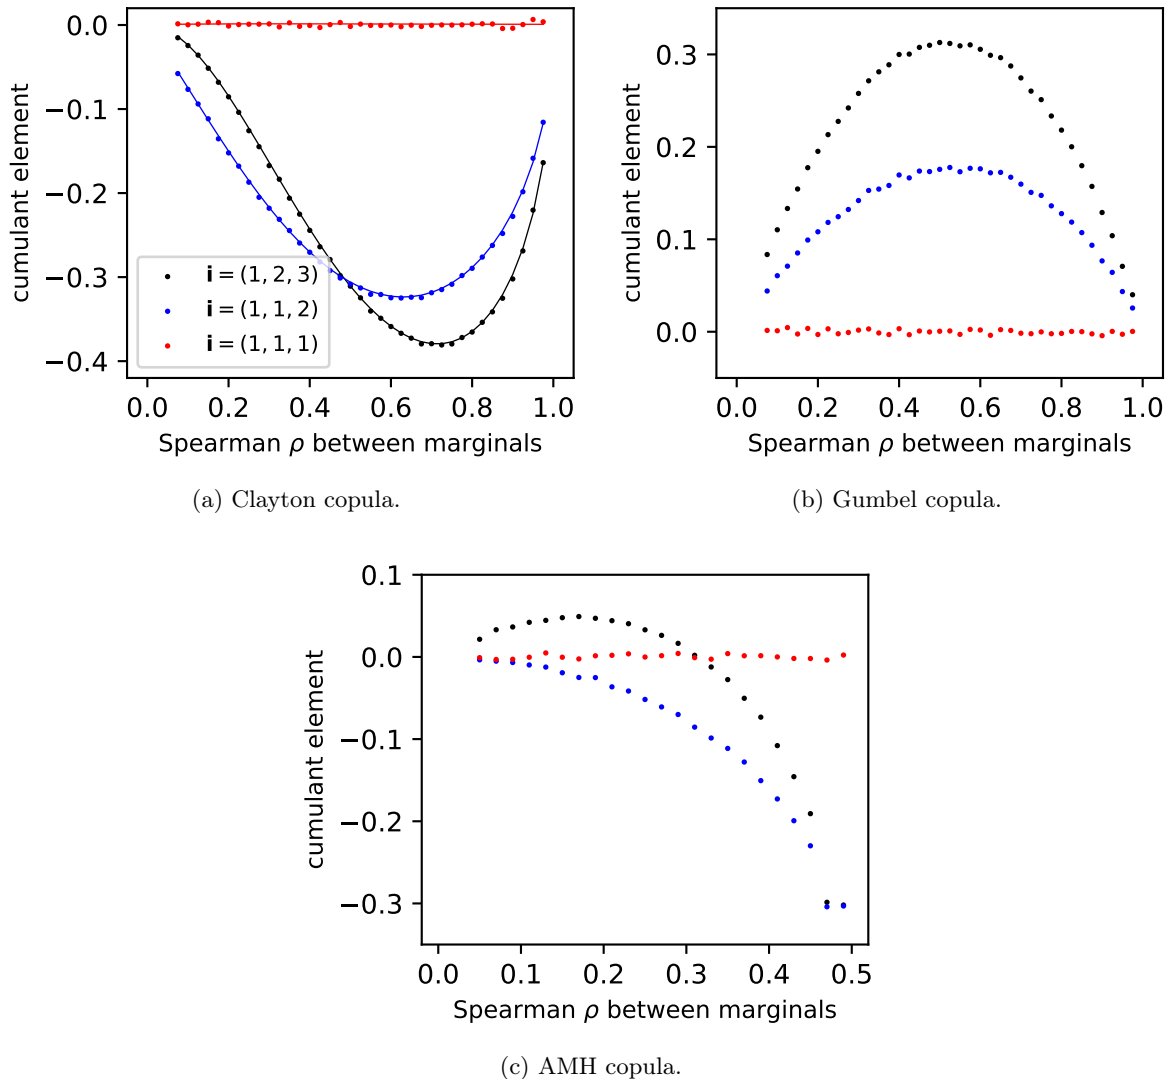 0.0
−0.1
−0.2
−0.3
−0.4
cumulant element
i = (1, 2, 3)
i = (1, 1, 2)
i = (1, 1, 1)
0.0 0.2 0.4 0.6 0.8 1.0
Spearman ρ between marginals
(a) Clayton copula.
0.3
0.2
0.1
0.0
cumulant element
0.0 0.2 0.4 0.6 0.8 1.0
Spearman ρ between marginals
(b) Gumbel copula.
0.1
0.0
−0.1
−0.2
−0.3
cumulant element
0.0 0.1 0.2 0.3 0.4 0.5
Spearman ρ between marginals
(c) AMH copula.